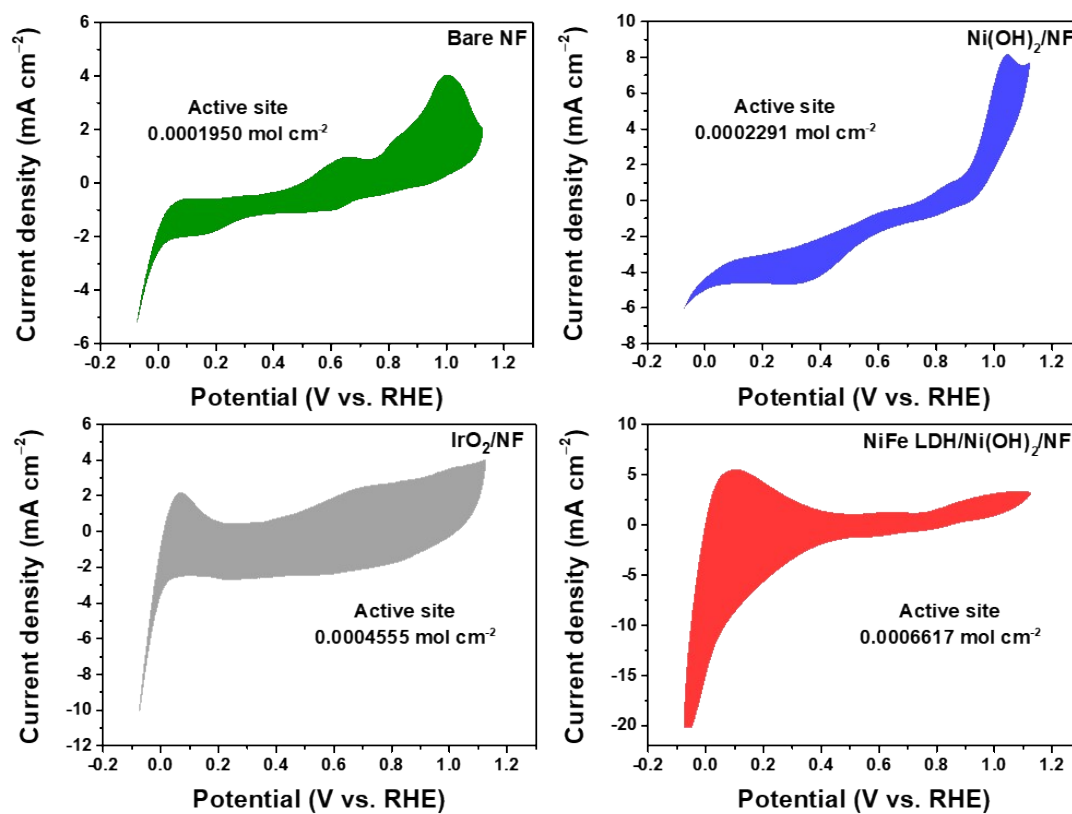 Bare NF
Active site
0.0001950 mol cm⁻²
Current density (mA cm⁻²)
6
4
2
0
-2
-4
-6
-0.2 0.0 0.2 0.4 0.6 0.8 1.0 1.2
Potential (V vs. RHE)
Ni(OH)₂/NF
Active site
0.0002291 mol cm⁻²
Current density (mA cm⁻²)
10
8
6
4
2
0
-2
-4
-6
-8
-0.2 0.0 0.2 0.4 0.6 0.8 1.0 1.2
Potential (V vs. RHE)
IrO₂/NF
Active site
0.0004555 mol cm⁻²
Current density (mA cm⁻²)
6
4
2
0
-2
-4
-6
-8
-10
-12
-0.2 0.0 0.2 0.4 0.6 0.8 1.0 1.2
Potential (V vs. RHE)
NiFe LDH/Ni(OH)₂/NF
Active site
0.0006617 mol cm⁻²
Current density (mA cm⁻²)
10
5
0
-5
-10
-15
-20
-0.2 0.0 0.2 0.4 0.6 0.8 1.0 1.2
Potential (V vs. RHE)